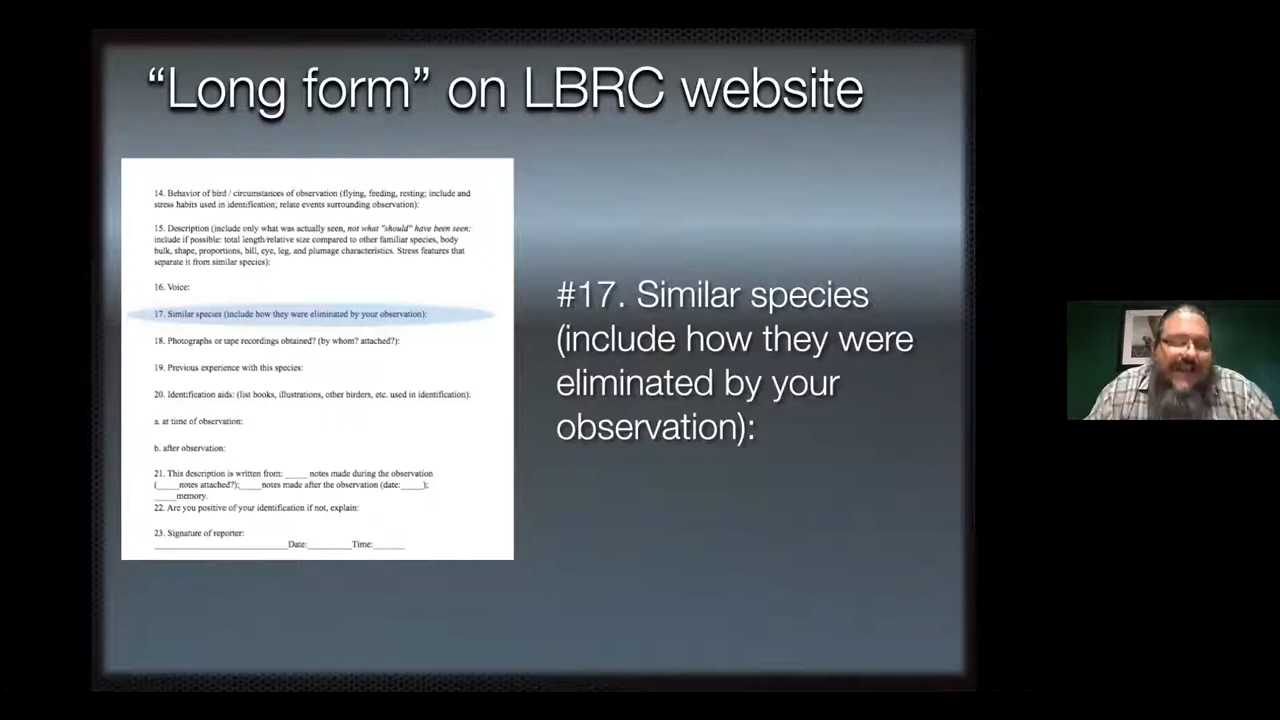 “Long form” on LBRC website
14. Behavior of bird / circumstances of observation (flying, feeding, resting; include and
stress habits used in identification; relate events surrounding observation):
15. Description (include only what was actually seen, not what "should" have been seen;
include if possible: total length/relative size compared to other familiar species, body
bulk, shape, proportions, bill, eye, leg, and plumage characteristics. Stress features that
separate it from similar species):
16. Voice:
17. Similar species (include how they were eliminated by your observation):
18. Photographs or tape recordings obtained? (by whom? attached?):
19. Previous experience with this species:
20. Identification aids: (list books, illustrations, other birders, etc. used in identification):
a. at time of observation:
b. after observation:
21. This description is written from: _____ notes made during the observation
(_____notes attached?);_____notes made after the observation (date:_____);
_____memory.
22. Are you positive of your identification if not, explain:
23. Signature of reporter:
______________________________Date:________Time:_______
#17. Similar species
(include how they were
eliminated by your
observation):